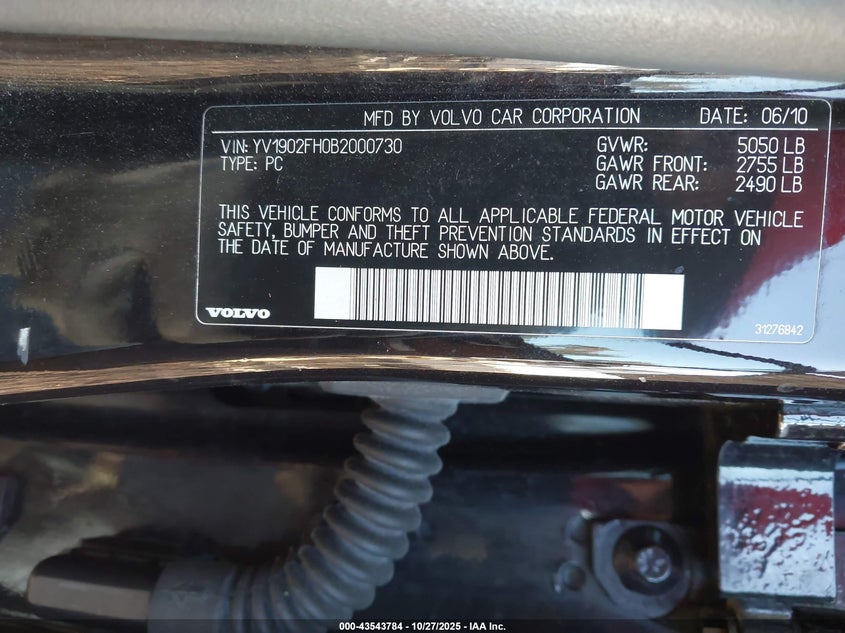 MFD BY VOLVO CAR CORPORATION DATE: 06/10
VIN: YV1902FH0B2000730 GVWR: 5050 LB
TYPE: PC GAWR FRONT: 2755 LB
GAWR REAR: 2490 LB
THIS VEHICLE CONFORMS TO ALL APPLICABLE FEDERAL MOTOR VEHICLE
SAFETY, BUMPER AND THEFT PREVENTION STANDARDS IN EFFECT ON
THE DATE OF MANUFACTURE SHOWN ABOVE.
VOLVO 31276842
000-43543784 - 10/27/2025 - IAA Inc.